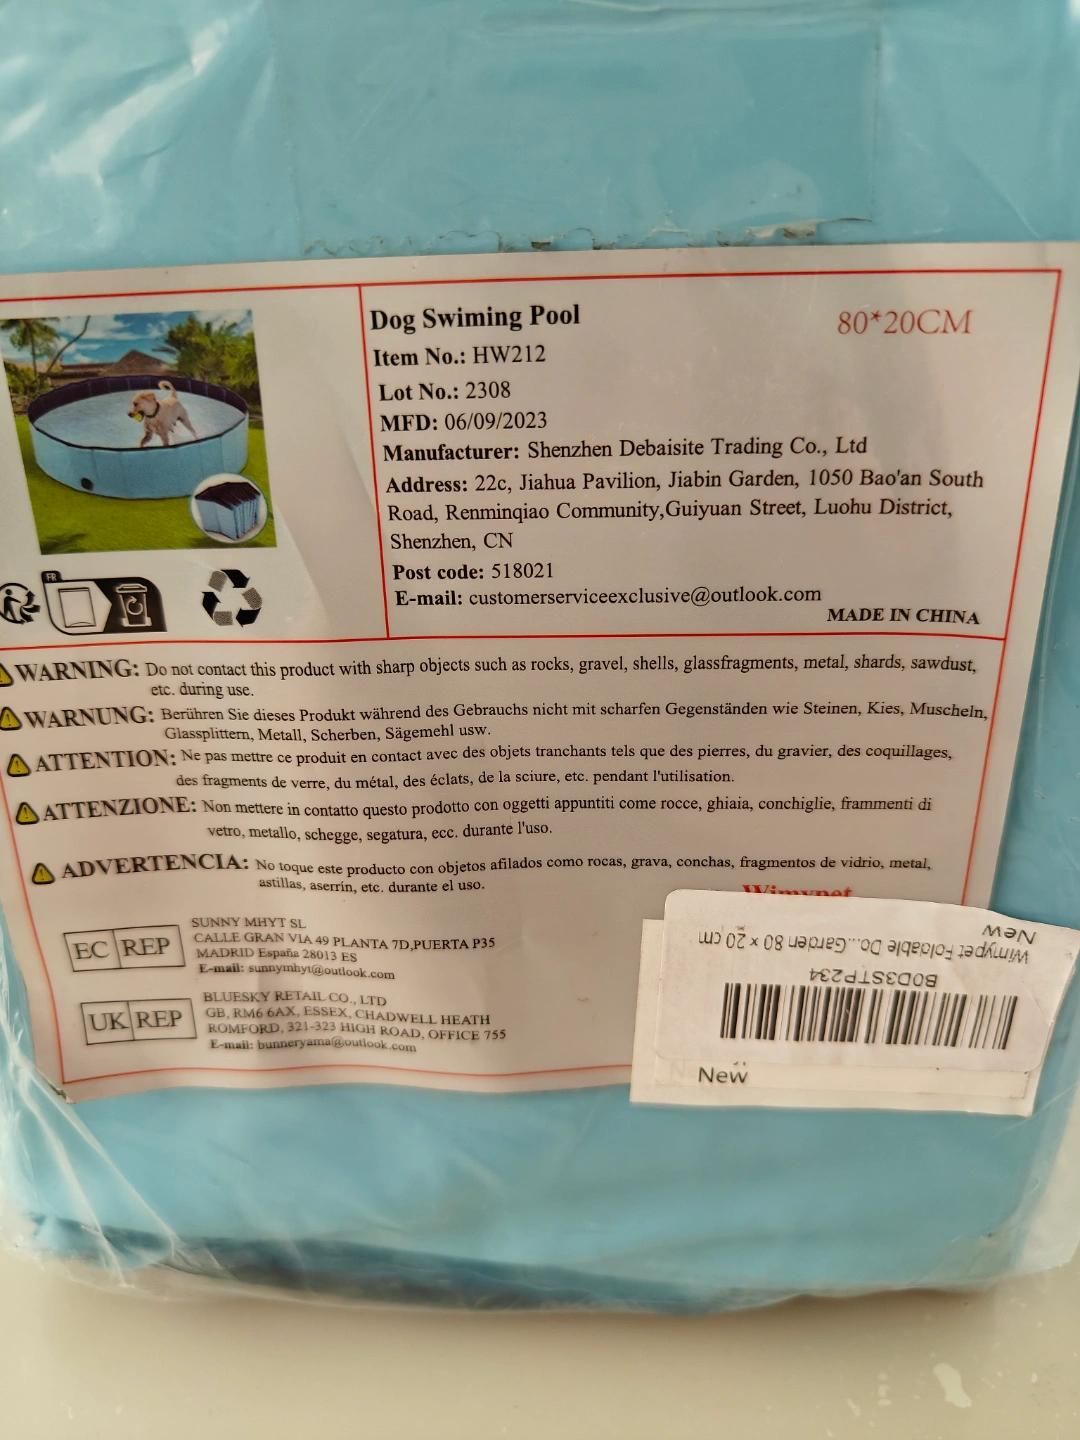 Dog Swiming Pool
80*20CM
Item No.: HW212
Lot No.: 2308
MFD: 06/09/2023
Manufacturer: Shenzhen Debaisite Trading Co., Ltd
Address: 22c, Jiahua Pavilion, Jiabin Garden, 1050 Bao'an South
Road, Renminqiao Community,Guiyuan Street, Luohu District,
Shenzhen, CN
Post code: 518021
E-mail: customerserviceexclusive@outlook.com
MADE IN CHINA
FR
WARNING: Do not contact this product with sharp objects such as rocks, gravel, shells, glassfragments, metal, shards, sawdust,
etc. during use.
WARNUNG: Berühren Sie dieses Produkt während des Gebrauchs nicht mit scharfen Gegenständen wie Steinen, Kies, Muscheln,
Glassplittern, Metall, Scherben, Sägemehl usw.
ATTENTION: Ne pas mettre ce produit en contact avec des objets tranchants tels que des pierres, du gravier, des coquillages,
des fragments de verre, du métal, des éclats, de la sciure, etc. pendant l'utilisation.
ATTENZIONE: Non mettere in contatto questo prodotto con oggetti appuntiti come rocce, ghiaia, conchiglie, frammenti di
vetro, metallo, schegge, segatura, ecc. durante l'uso.
ADVERTENCIA: No toque este producto con objetos afilados como rocas, grava, conchas, fragmentos de vidrio, metal,
astillas, aserrín, etc. durante el uso.
Wimypet
EC REP
SUNNY MHYT SL
CALLE GRAN VIA 49 PLANTA 7D,PUERTA P35
MADRID España 28013 ES
E-mail: sunnymhyt@outlook.com
UK REP
BLUESKY RETAIL CO., LTD
GB, RM6 6AX, ESSEX, CHADWELL HEATH
ROMFORD, 321-323 HIGH ROAD, OFFICE 755
E-mail: bunneryama@outlook.com
B0D3STP234
Wimypet Foldable Do...Garden 80 x 20 cm
New
New